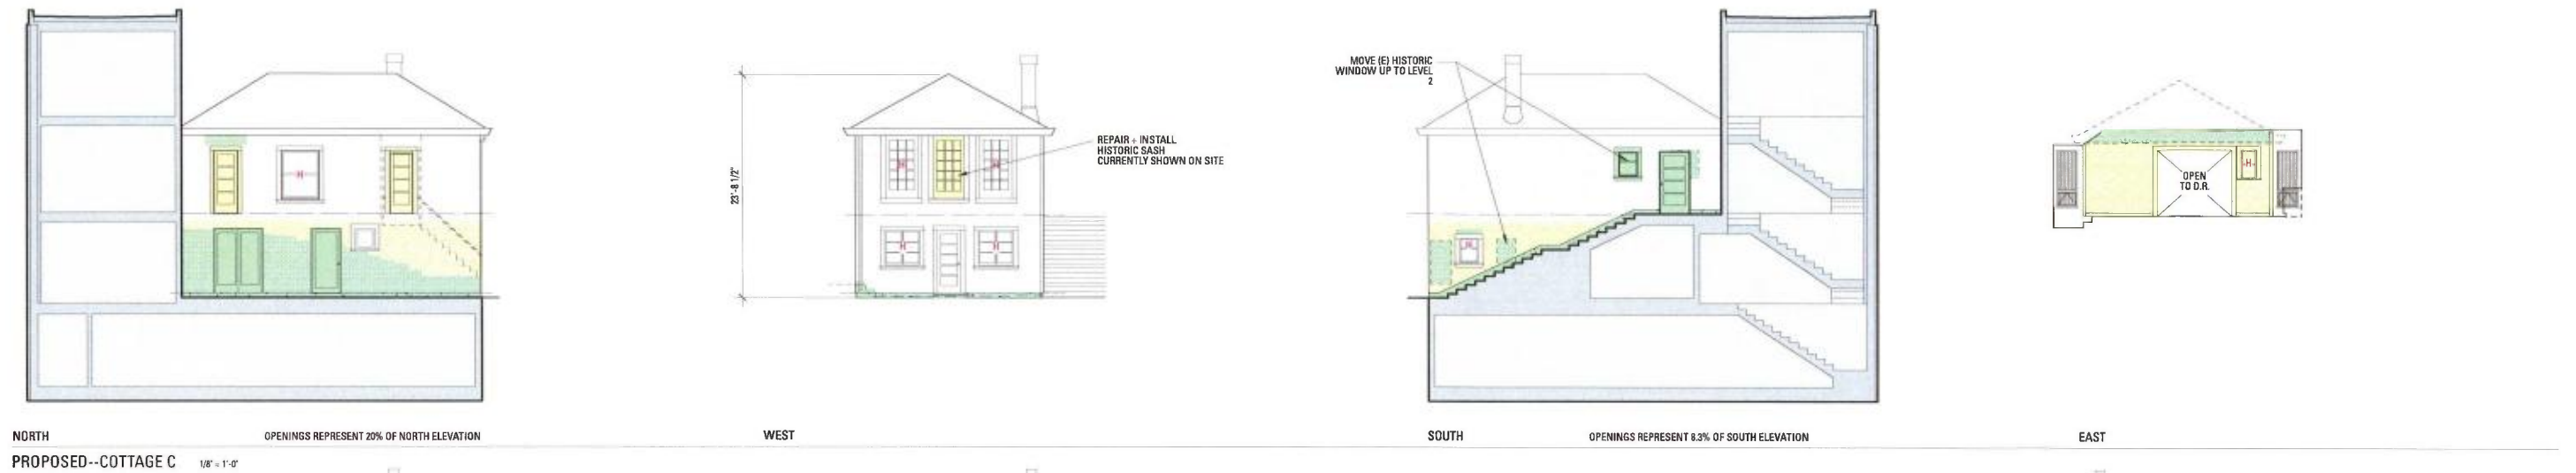 MOVE (E) HISTORIC
WINDOW UP TO LEVEL
2
REPAIR + INSTALL
HISTORIC SASH
CURRENTLY SHOWN ON SITE
23'-8 1/2"
H
H
H
H
H
H
H
OPEN
TO D.R.
NORTH
OPENINGS REPRESENT 20% OF NORTH ELEVATION
WEST
SOUTH
OPENINGS REPRESENT 8.3% OF SOUTH ELEVATION
EAST
PROPOSED--COTTAGE C
1/8" = 1'-0"